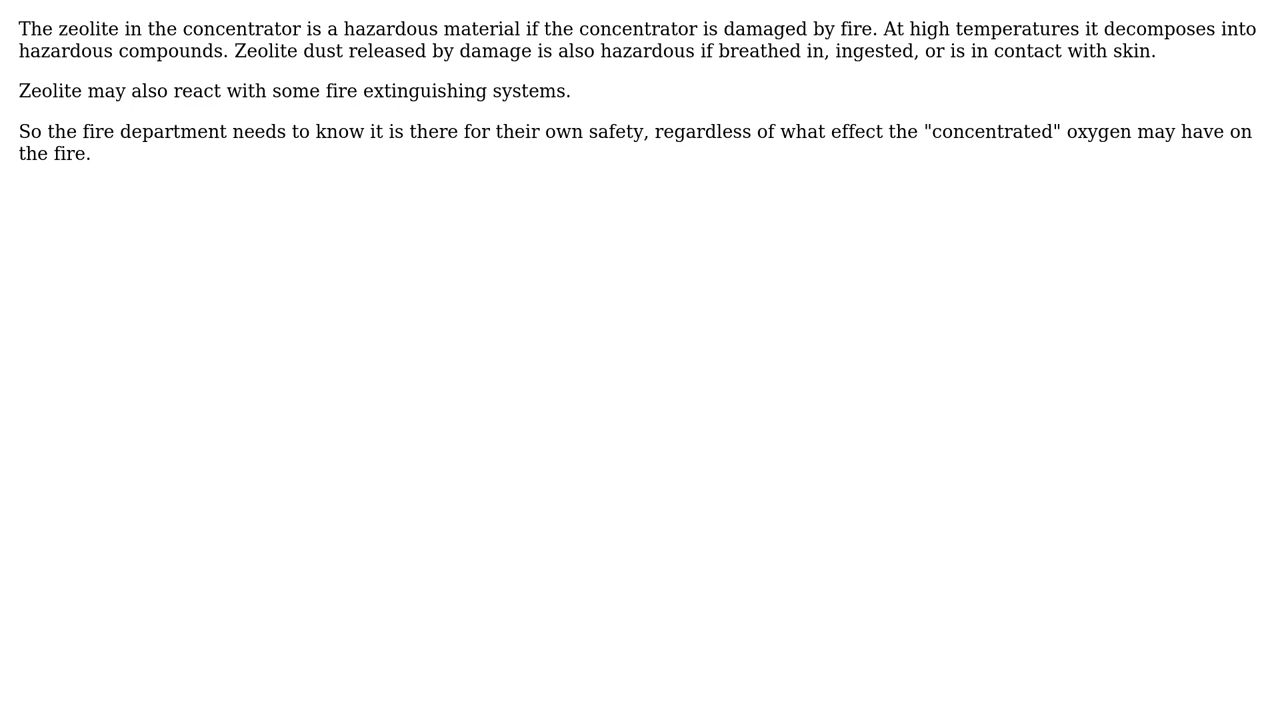 The zeolite in the concentrator is a hazardous material if the concentrator is damaged by fire. At high temperatures it decomposes into
hazardous compounds. Zeolite dust released by damage is also hazardous if breathed in, ingested, or is in contact with skin.
Zeolite may also react with some fire extinguishing systems.
So the fire department needs to know it is there for their own safety, regardless of what effect the "concentrated" oxygen may have on
the fire.